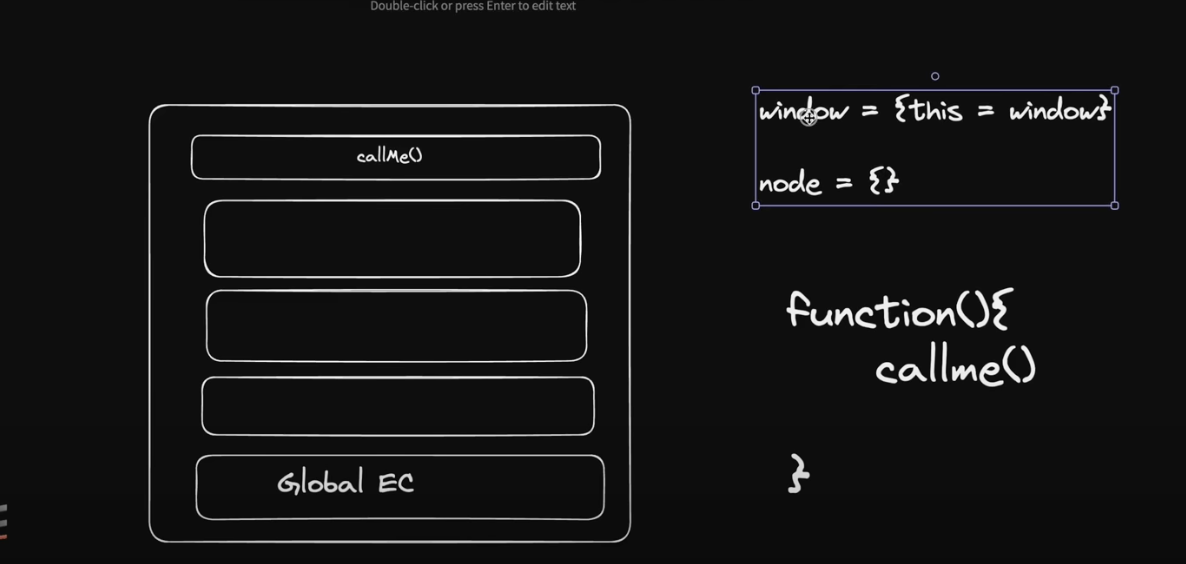 Double-click or press Enter to edit text
callMe()
Global EC
window = {this = window}
node = {}
function(){
callme()
}